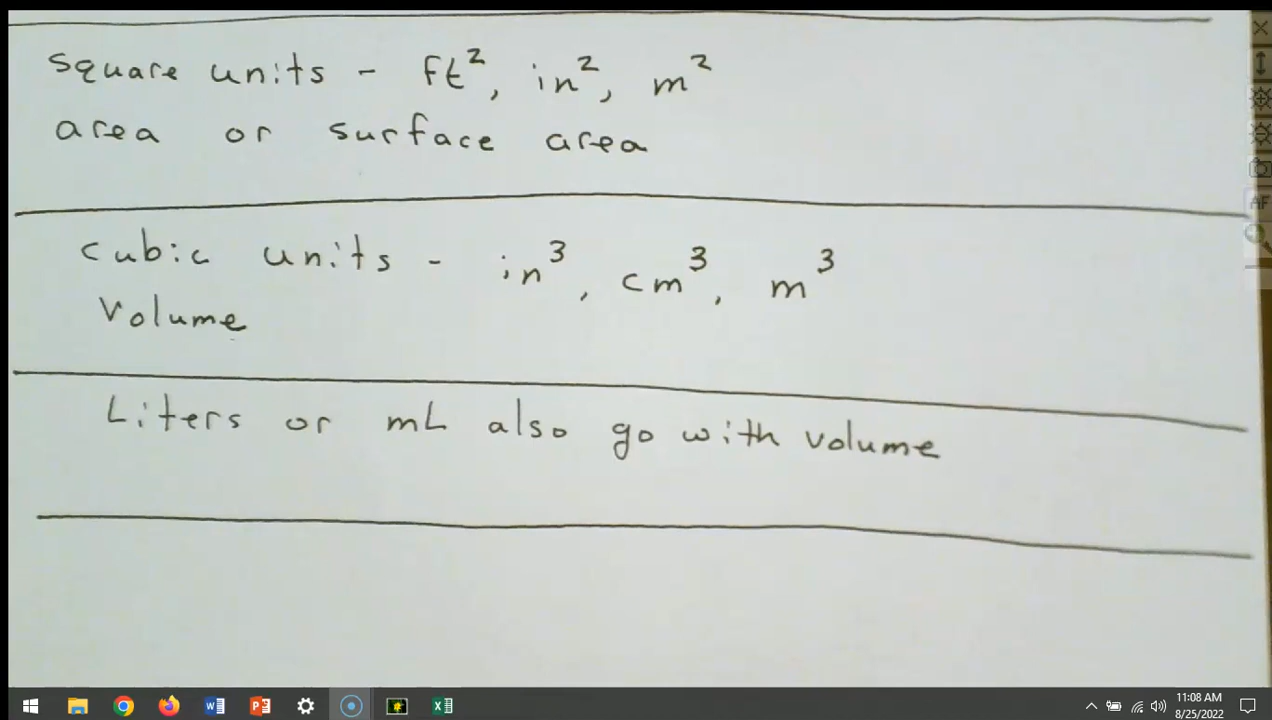 Square units - ft², in², m²
area or surface area
cubic units - in³, cm³, m³
Volume
Liters or mL also go with volume
AF
11:08 AM
8/25/2022